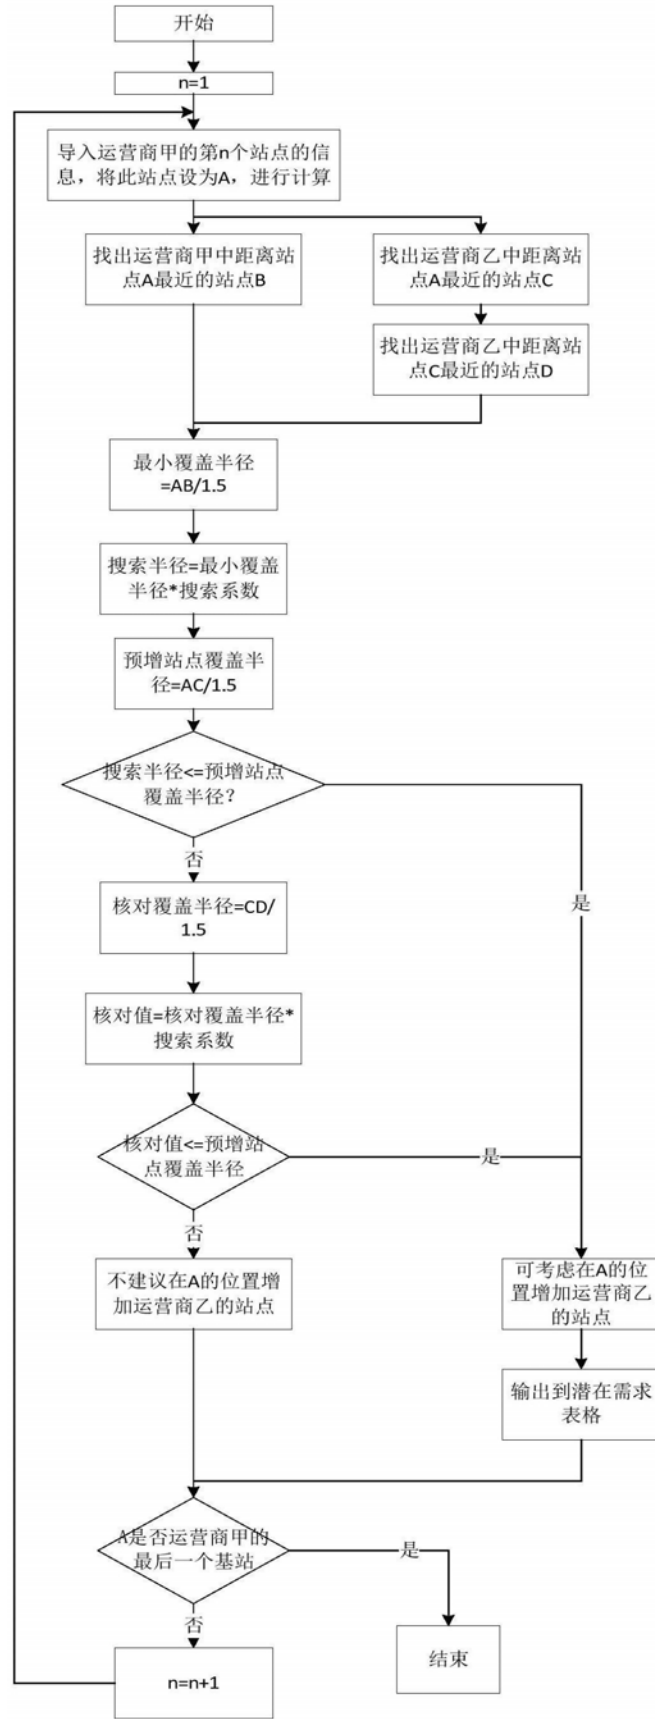 开始
n=1
导入运营商甲的第n个站点的信
息，将此站点设为A，进行计算
找出运营商甲中距离站
点A最近的站点B
找出运营商乙中距离站
点A最近的站点C
找出运营商乙中距离站
点C最近的站点D
最小覆盖半径
=AB/1.5
搜索半径=最小覆盖
半径*搜索系数
预增站点覆盖半
径=AC/1.5
搜索半径<=预增站点
覆盖半径？
否
是
核对覆盖半径=CD/
1.5
核对值=核对覆盖半径*
搜索系数
核对值<=预增站
点覆盖半径
是
否
不建议在A的位置增
加运营商乙的站点
可考虑在A的位
置增加运营商乙
的站点
输出到潜在需求
表格
A是否运营商甲的
最后一个基站
是
否
n=n+1
结束